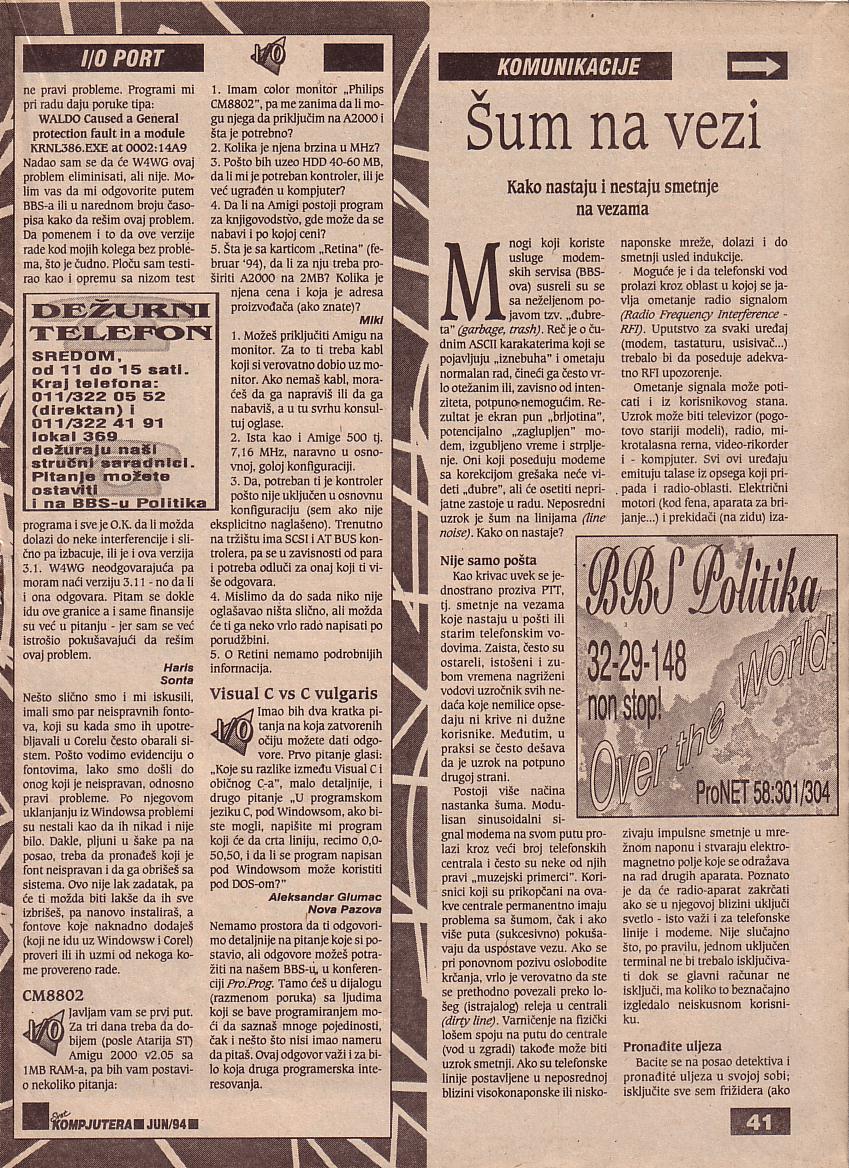 I/O PORT
I/O
ne pravi probleme. Programi mi
pri radu daju poruke tipa:
WALDO Caused a General
protection fault in a module
KRNL386.EXE at 0002:14A9
Nadao sam se da će W4WG ovaj
problem eliminisati, ali nije. Mo-
lim vas da mi odgovorite putem
BBS-a ili u narednom broju časo-
pisa kako da rešim ovaj problem.
Da pomenem i to da ove verzije
rade kod mojih kolega bez proble-
ma, što je čudno. Ploču sam testi-
rao kao i opremu sa nizom test
DEŽURNI
TELEFON
SREDOM,
od 11 do 15 sati.
Kraj telefona:
011/322 05 52
(direktan) i
011/322 41 91
lokal 369
dežuraju naši
stručni saradnici.
Pitanje možete
ostaviti
i na BBS-u Politika
programa i sve je O.K. da li možda
dolazi do neke interferencije i sli-
čno pa izbacuje, ili je i ova verzija
3.1. W4WG neodgovarajuća pa
moram naći verziju 3.11 - no da li
i ona odgovara. Pitam se dokle
idu ove granice a i same finansije
su već u pitanju - jer sam se već
istrošio pokušavajući da rešim
ovaj problem.
Haris
Sonta
Nešto slično smo i mi iskusili,
imali smo par neispravnih fonto-
va, koji su kada smo ih upotre-
bljavali u Corelu često obarali si-
stem. Pošto vodimo evidenciju o
fontovima, lako smo došli do
onog koji je neispravan, odnosno
pravi probleme. Po njegovom
uklanjanju iz Windowsa problemi
su nestali kao da ih nikad i nije
bilo. Dakle, pljuni u šake pa na
posao, treba da pronađeš koji je
font neispravan i da ga obrišeš sa
sistema. Ovo nije lak zadatak, pa
će ti možda biti lakše da ih sve
izbrišeš, pa nanovo instaliraš, a
fontove koje naknadno dodaješ
(koji ne idu uz Windowsw i Corel)
proveri ili ih uzmi od nekoga ko-
me provereno rade.
CM8802
I/O
Javljam vam se prvi put.
Za tri dana treba da do-
bijem (posle Atarija ST)
Amigu 2000 v2.05 sa
1MB RAM-a, pa bih vam postavi-
o nekoliko pitanja:
1. Imam color monitor „Philips
CM8802”, pa me zanima da li mo-
gu njega da priključim na A2000 i
šta je potrebno?
2. Kolika je njena brzina u MHz?
3. Pošto bih uzeo HDD 40-60 MB,
da li mi je potreban kontroler, ili je
već ugrađen u kompjuter?
4. Da li na Amigi postoji program
za knjigovodstvo, gde može da se
nabavi a po kojoj ceni?
5. Šta je sa karticom „Retina” (fe-
bruar '94), da li za nju treba pro-
širiti A2000 na 2MB? Kolika je
njena cena i koja je adresa
proizvođača (ako znate)?
Miki
1. Možeš priključiti Amigu na
monitor. Za to ti treba kabl
koji si verovatno dobio uz mo-
nitor. Ako nemaš kabl, mora-
ćeš da ga napraviš ili da ga
nabaviš, a u tu svrhu konsul-
tuj oglase.
2. Ista kao i Amige 500 tj.
7,16 MHz, naravno u osno-
vnoj, goloj konfiguraciji.
3. Da, potreban ti je kontroler
pošto nije uključen u osnovnu
konfiguraciju (sem ako nije
eksplicitno naglašeno). Trenutno
na tržištu ima SCSI i AT BUS kon-
trolera, pa se u zavisnosti od para
i potreba odluči za onaj koji ti vi-
še odgovara.
4. Mislimo da do sada niko nije
oglašavao ništa slično, ali možda
će ti ga neko vrlo rado napisati po
porudžbini.
5. O Retini nemamo podrobnijih
informacija.
Visual C vs C vulgaris
I/O
Imao bih dva kratka pi-
tanja na koja zatvorenih
očiju možete dati odgo-
vore. Prvo pitanje glasi:
„Koje su razlike između Visual C i
običnog C-a”, malo detaljnije, i
drugo pitanje „U programskom
jeziku C, pod Windowsom, ako bi-
ste mogli, napišite mi program
koji će da crta liniju, recimo 0,0-
50,50, i da li se program napisan
pod Windowsom može koristiti
pod DOS-om?”
Aleksandar Glumac
Nova Pazova
Nemamo prostora da ti odgovori-
mo detaljnije na pitanje koje si po-
stavio, ali odgovore možeš potra-
žiti na našem BBS-u, u konferen-
ciji Pro.Prog. Tamo ćeš u dijalogu
(razmenom poruka) sa ljudima
koji se bave programiranjem mo-
ći da saznaš mnoge pojedinosti,
čak i nešto što nisi imao nameru
da pitaš. Ovaj odgovor važi i za bi-
lo koja druga programerska inte-
resovanja.
Svet
KOMPJUTERA JUN/94
KOMUNIKACIJE
Šum na vezi
Kako nastaju i nestaju smetnje
na vezama
Mnogi koji koriste
usluge modem-
skih servisa (BBS-
ova) susreli su se
sa neželjenom po-
javom tzv. „đubre-
ta” (garbage, trash). Reč je o ču-
dnim ASCII karakaterima koji se
pojavljuju „iznebuha” i ometaju
normalan rad, čineći ga često vr-
lo otežanim ili, zavisno od inten-
ziteta, potpuno nemogućim. Re-
zultat je ekran pun „brljotina”,
potencijalno „zaglupljen” mo-
dem, izgubljeno vreme i strplje-
nje. Oni koji poseduju modeme
sa korekcijom grešaka neće vi-
deti „đubre”, ali će osetiti nepri-
jatne zastoje u radu. Neposredni
uzrok je šum na linijama (line
noise). Kako on nastaje?
Nije samo pošta
Kao krivac uvek se je-
dnostrano proziva PTT,
tj. smetnje na vezama
koje nastaju u pošti ili
starim telefonskim vo-
dovima. Zaista, često su
ostareli, istošeni i zu-
bom vremena nagriženi
vodovi uzročnik svih ne-
daća koje nemilice opse-
daju ni krive ni dužne
korisnike. Međutim, u
praksi se često dešava
da je uzrok na potpuno
drugoj strani.
Postoji više načina
nastanka šuma. Modu-
lisan sinusoidalni si-
gnal modema na svom putu pro-
lazi kroz veći broj telefonskih
centrala i često su neke od njih
pravi „muzejski primerci”. Kori-
snici koji su prikopčani na ova-
kve centrale permanentno imaju
problema sa šumom, čak i ako
više puta (sukcesivno) pokuša-
vaju da uspostave vezu. Ako se
pri ponovnom pozivu oslobodite
krčanja, vrlo je verovatno da ste
se prethodno povezali preko lo-
šeg (istrajalog) releja u centrali
(dirty line). Varničenje na fizički
lošem spoju na putu do centrale
(vod u zgradi) takođe može biti
uzrok smetnji. Ako su telefonske
linije postavljene u neposrednoj
blizini visokonaponske ili nisko-
naponske mreže, dolazi i do
smetnji usled indukcije.
Moguće je i da telefonski vod
prolazi kroz oblast u kojoj se ja-
vlja ometanje radio signalom
(Radio Frequency Interference -
RFI). Uputstvo za svaki uređaj
(modem, tastaturu, usisivač...)
trebalo bi da poseduje adekva-
tno RFI upozorenje.
Ometanje signala može poti-
cati i iz korisnikovog stana.
Uzrok može biti televizor (pogo-
tovo stariji modeli), radio, mi-
krotalasna rerna, video-rikorder
i - kompjuter. Svi ovi uređaji
emituju talase iz opsega koji pri-
pada i radio-oblasti. Električni
motori (kod fena, aparata za bri-
janje...) i prekidači (na zidu) iza-
BBS Politika
32-29-148
non stop!
Over the World
ProNET 58:301/304
zivaju impulsne smetnje u mre-
žnom naponu i stvaraju elektro-
magnetno polje koje se odražava
na rad drugih aparata. Poznato
je da će radio-aparat zakrčati
ako se u njegovoj blizini uključi
svetlo - isto važi i za telefonske
linije i modeme. Nije slučajno
što, po pravilu, jednom uključen
terminal ne bi trebalo isključiva-
ti dok se glavni računar ne
isključi, ma koliko to beznačajno
izgledalo neiskusnom korisni-
ku.
Pronađite uljeza
Bacite se na posao detektiva i
pronađite uljeza u svojoj sobi;
isključite sve sem frižidera (ako
41